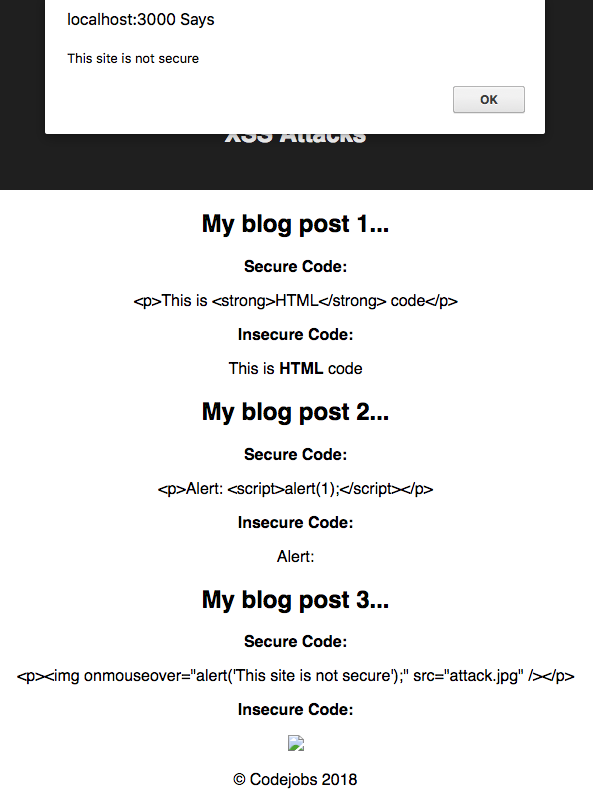 localhost:3000 Says
This site is not secure
OK
XSS Attacks
My blog post 1...
Secure Code:
<p>This is <strong>HTML</strong> code</p>
Insecure Code:
This is HTML code
My blog post 2...
Secure Code:
<p>Alert: <script>alert(1);</script></p>
Insecure Code:
Alert:
My blog post 3...
Secure Code:
<p><img onmouseover="alert('This site is not secure');" src="attack.jpg" /></p>
Insecure Code:
© Codejobs 2018